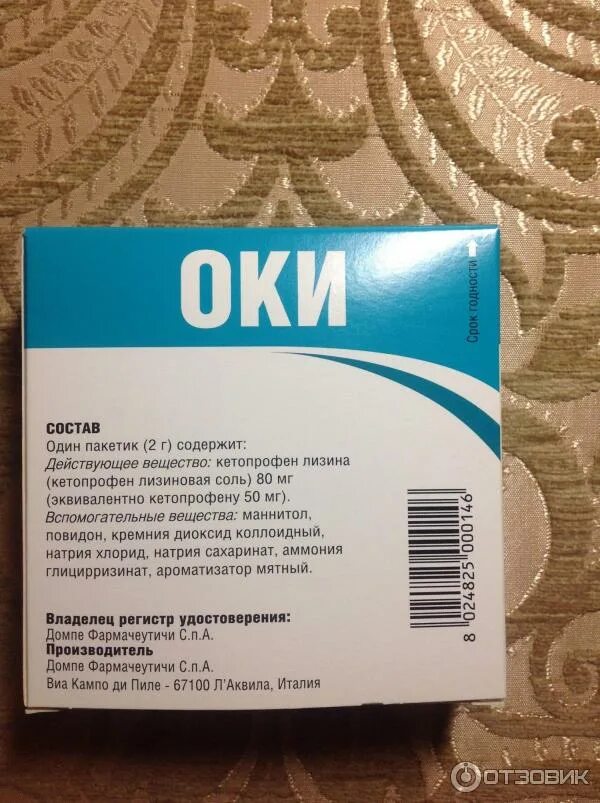 ОКИ
Срок годности
СОСТАВ
Один пакетик (2 г) содержит:
Действующее вещество: кетопрофен лизина
(кетопрофен лизиновая соль) 80 мг
(эквивалентно кетопрофену 50 мг).
Вспомогательные вещества: маннитол,
повидон, кремния диоксид коллоидный,
натрия хлорид, натрия сахаринат, аммония
глицирризинат, ароматизатор мятный.
8 024825 000146
Владелец регистр удостоверения:
Домпе Фармачеутичи С.п.А.
Производитель
Домпе Фармачеутичи С.п.А.
Виа Кампо ди Пиле - 67100 Л'Аквила, Италия
ОТЗОВИК